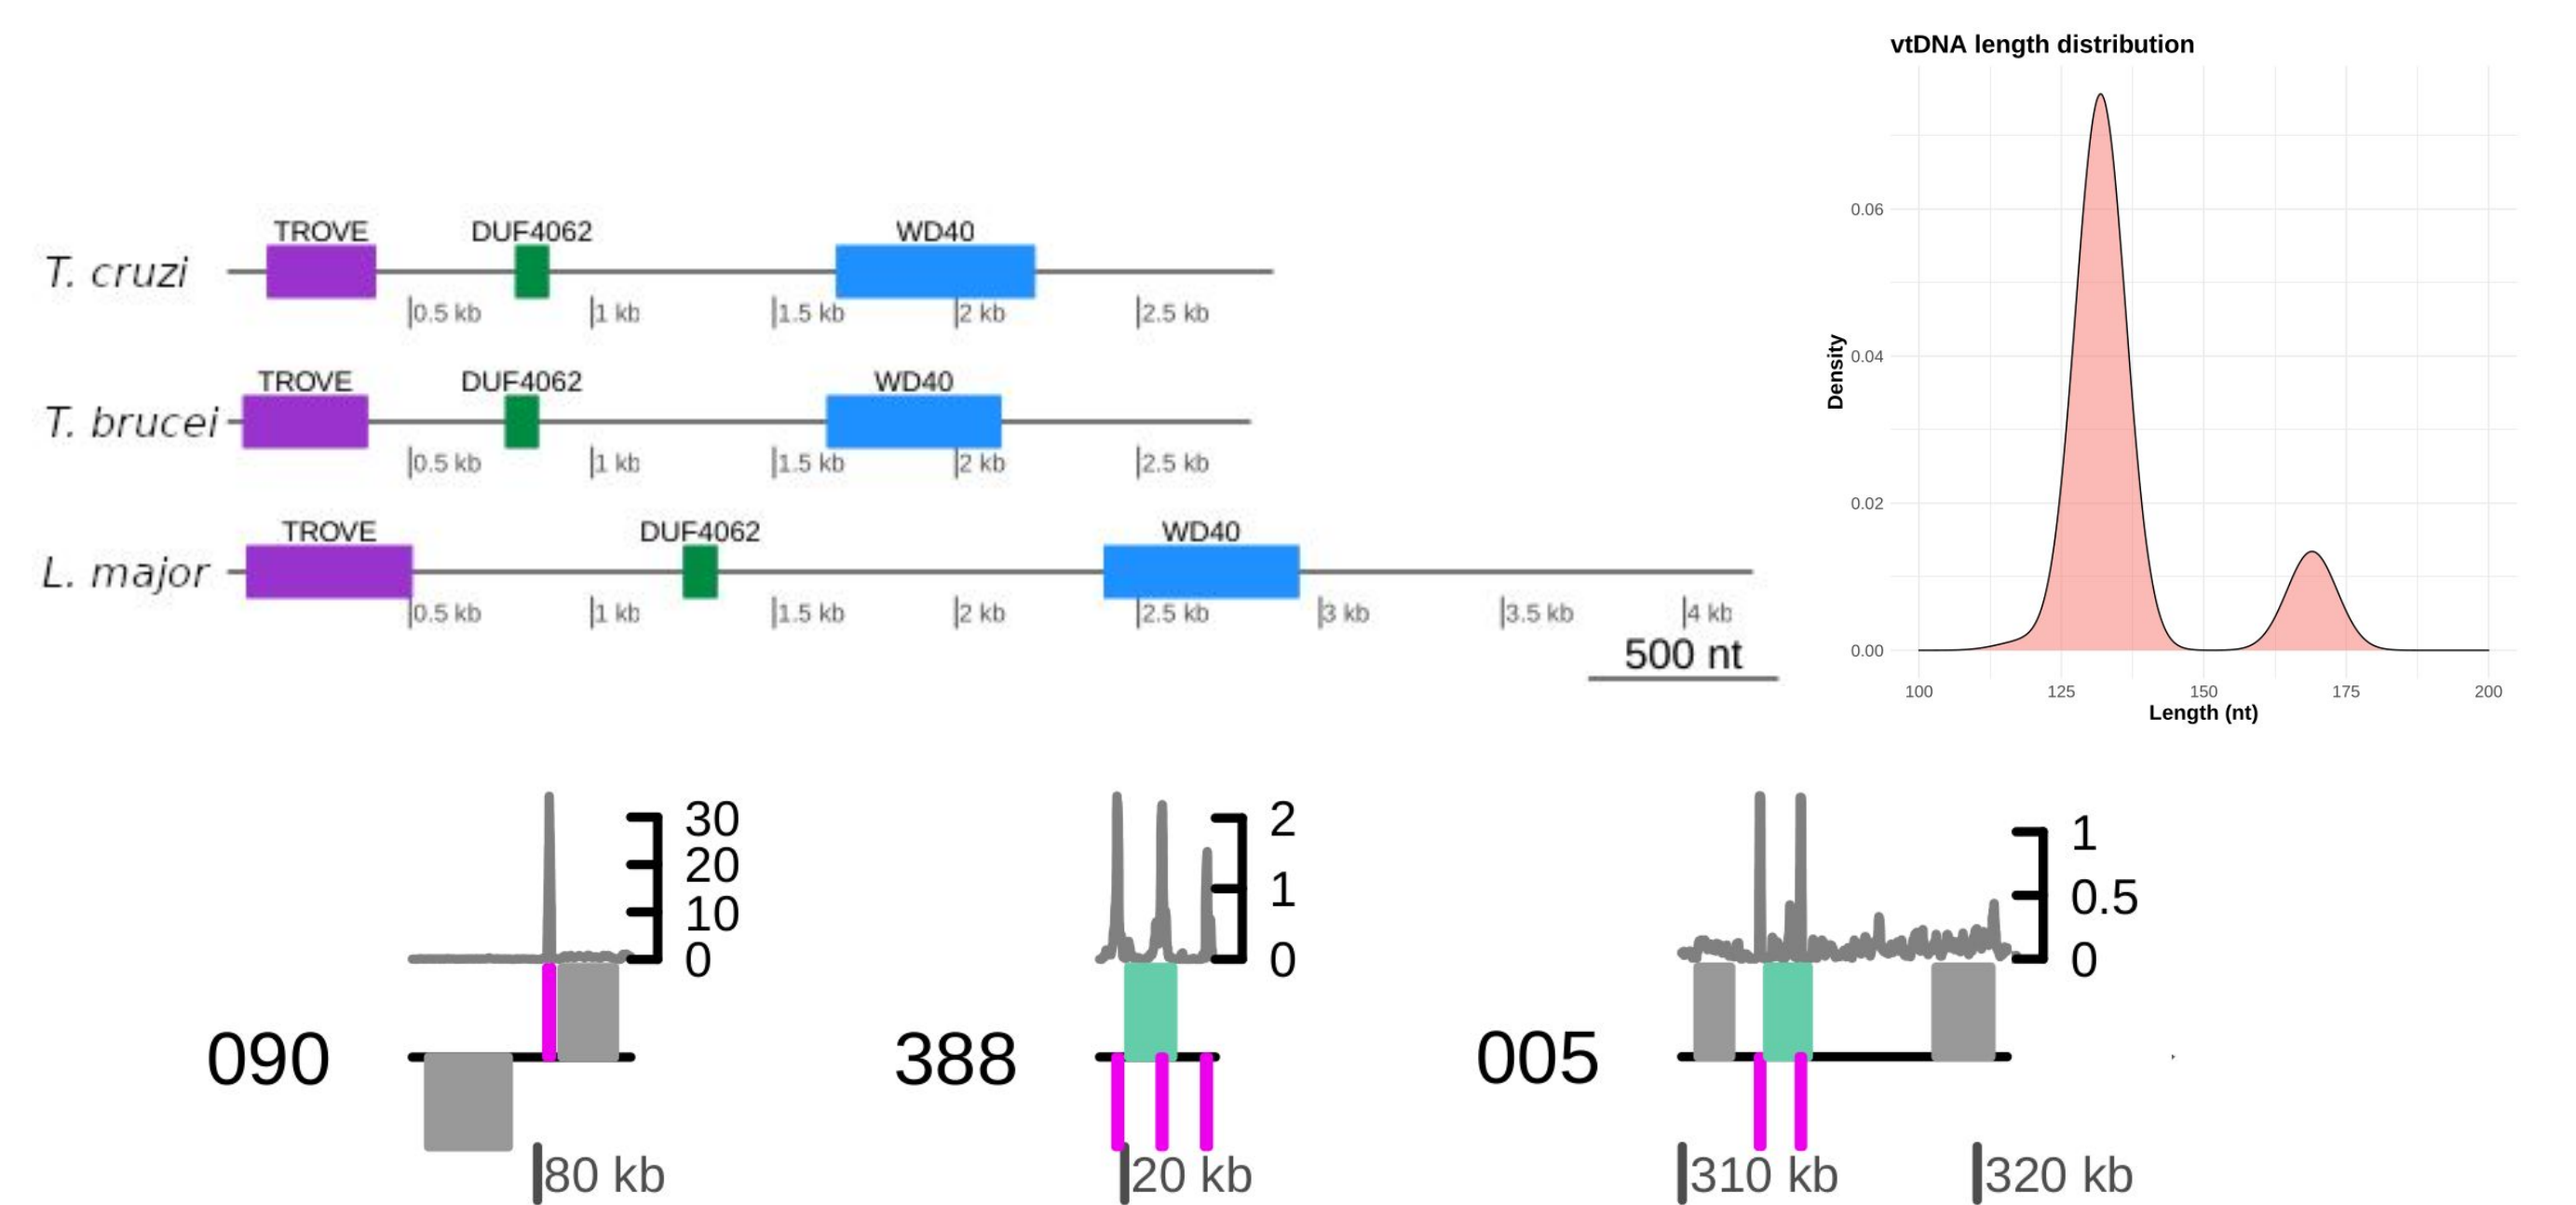 vtDNA length distribution
TROVE DUF4062 WD40
T. cruzi
|0.5 kb |1 kb |1.5 kb |2 kb |2.5 kb
TROVE DUF4062 WD40
T. brucei
|0.5 kb |1 kb |1.5 kb |2 kb |2.5 kb
TROVE DUF4062 WD40
L. major
|0.5 kb |1 kb |1.5 kb |2 kb |2.5 kb |3 kb |3.5 kb |4 kb
500 nt
Density
0.06
0.04
0.02
0.00
100 125 150 175 200
Length (nt)
30
20
10
0
090
80 kb
2
1
0
388
20 kb
1
0.5
0
005
310 kb 320 kb